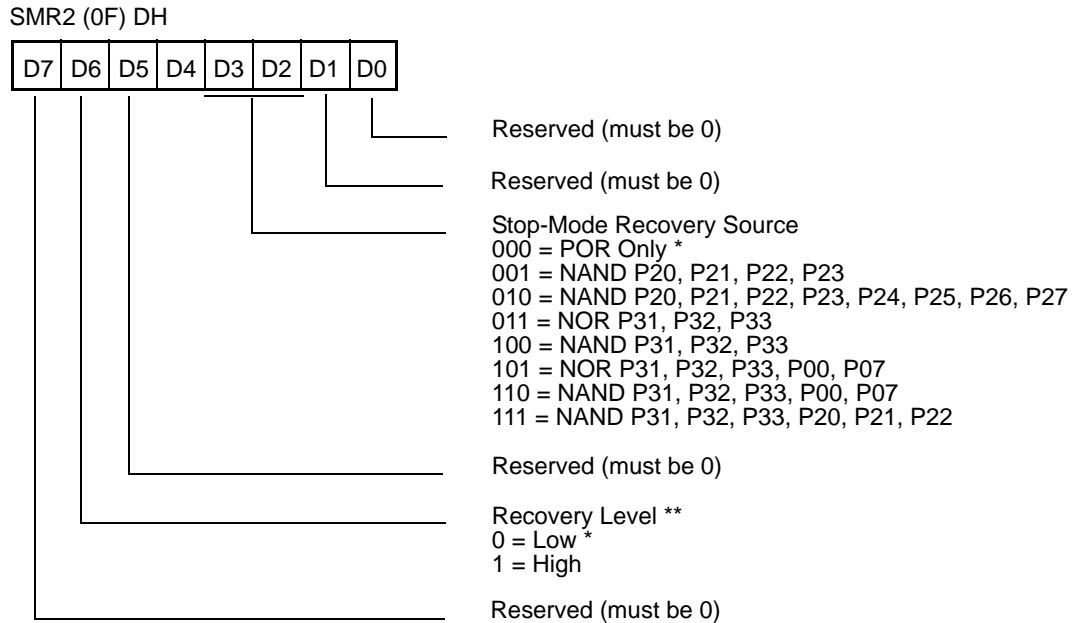 SMR2 (0F) DH
D7 D6 D5 D4 D3 D2 D1 D0
Reserved (must be 0)
Reserved (must be 0)
Stop-Mode Recovery Source
000 = POR Only *
001 = NAND P20, P21, P22, P23
010 = NAND P20, P21, P22, P23, P24, P25, P26, P27
011 = NOR P31, P32, P33
100 = NAND P31, P32, P33
101 = NOR P31, P32, P33, P00, P07
110 = NAND P31, P32, P33, P00, P07
111 = NAND P31, P32, P33, P20, P21, P22
Reserved (must be 0)
Recovery Level **
0 = Low *
1 = High
Reserved (must be 0)